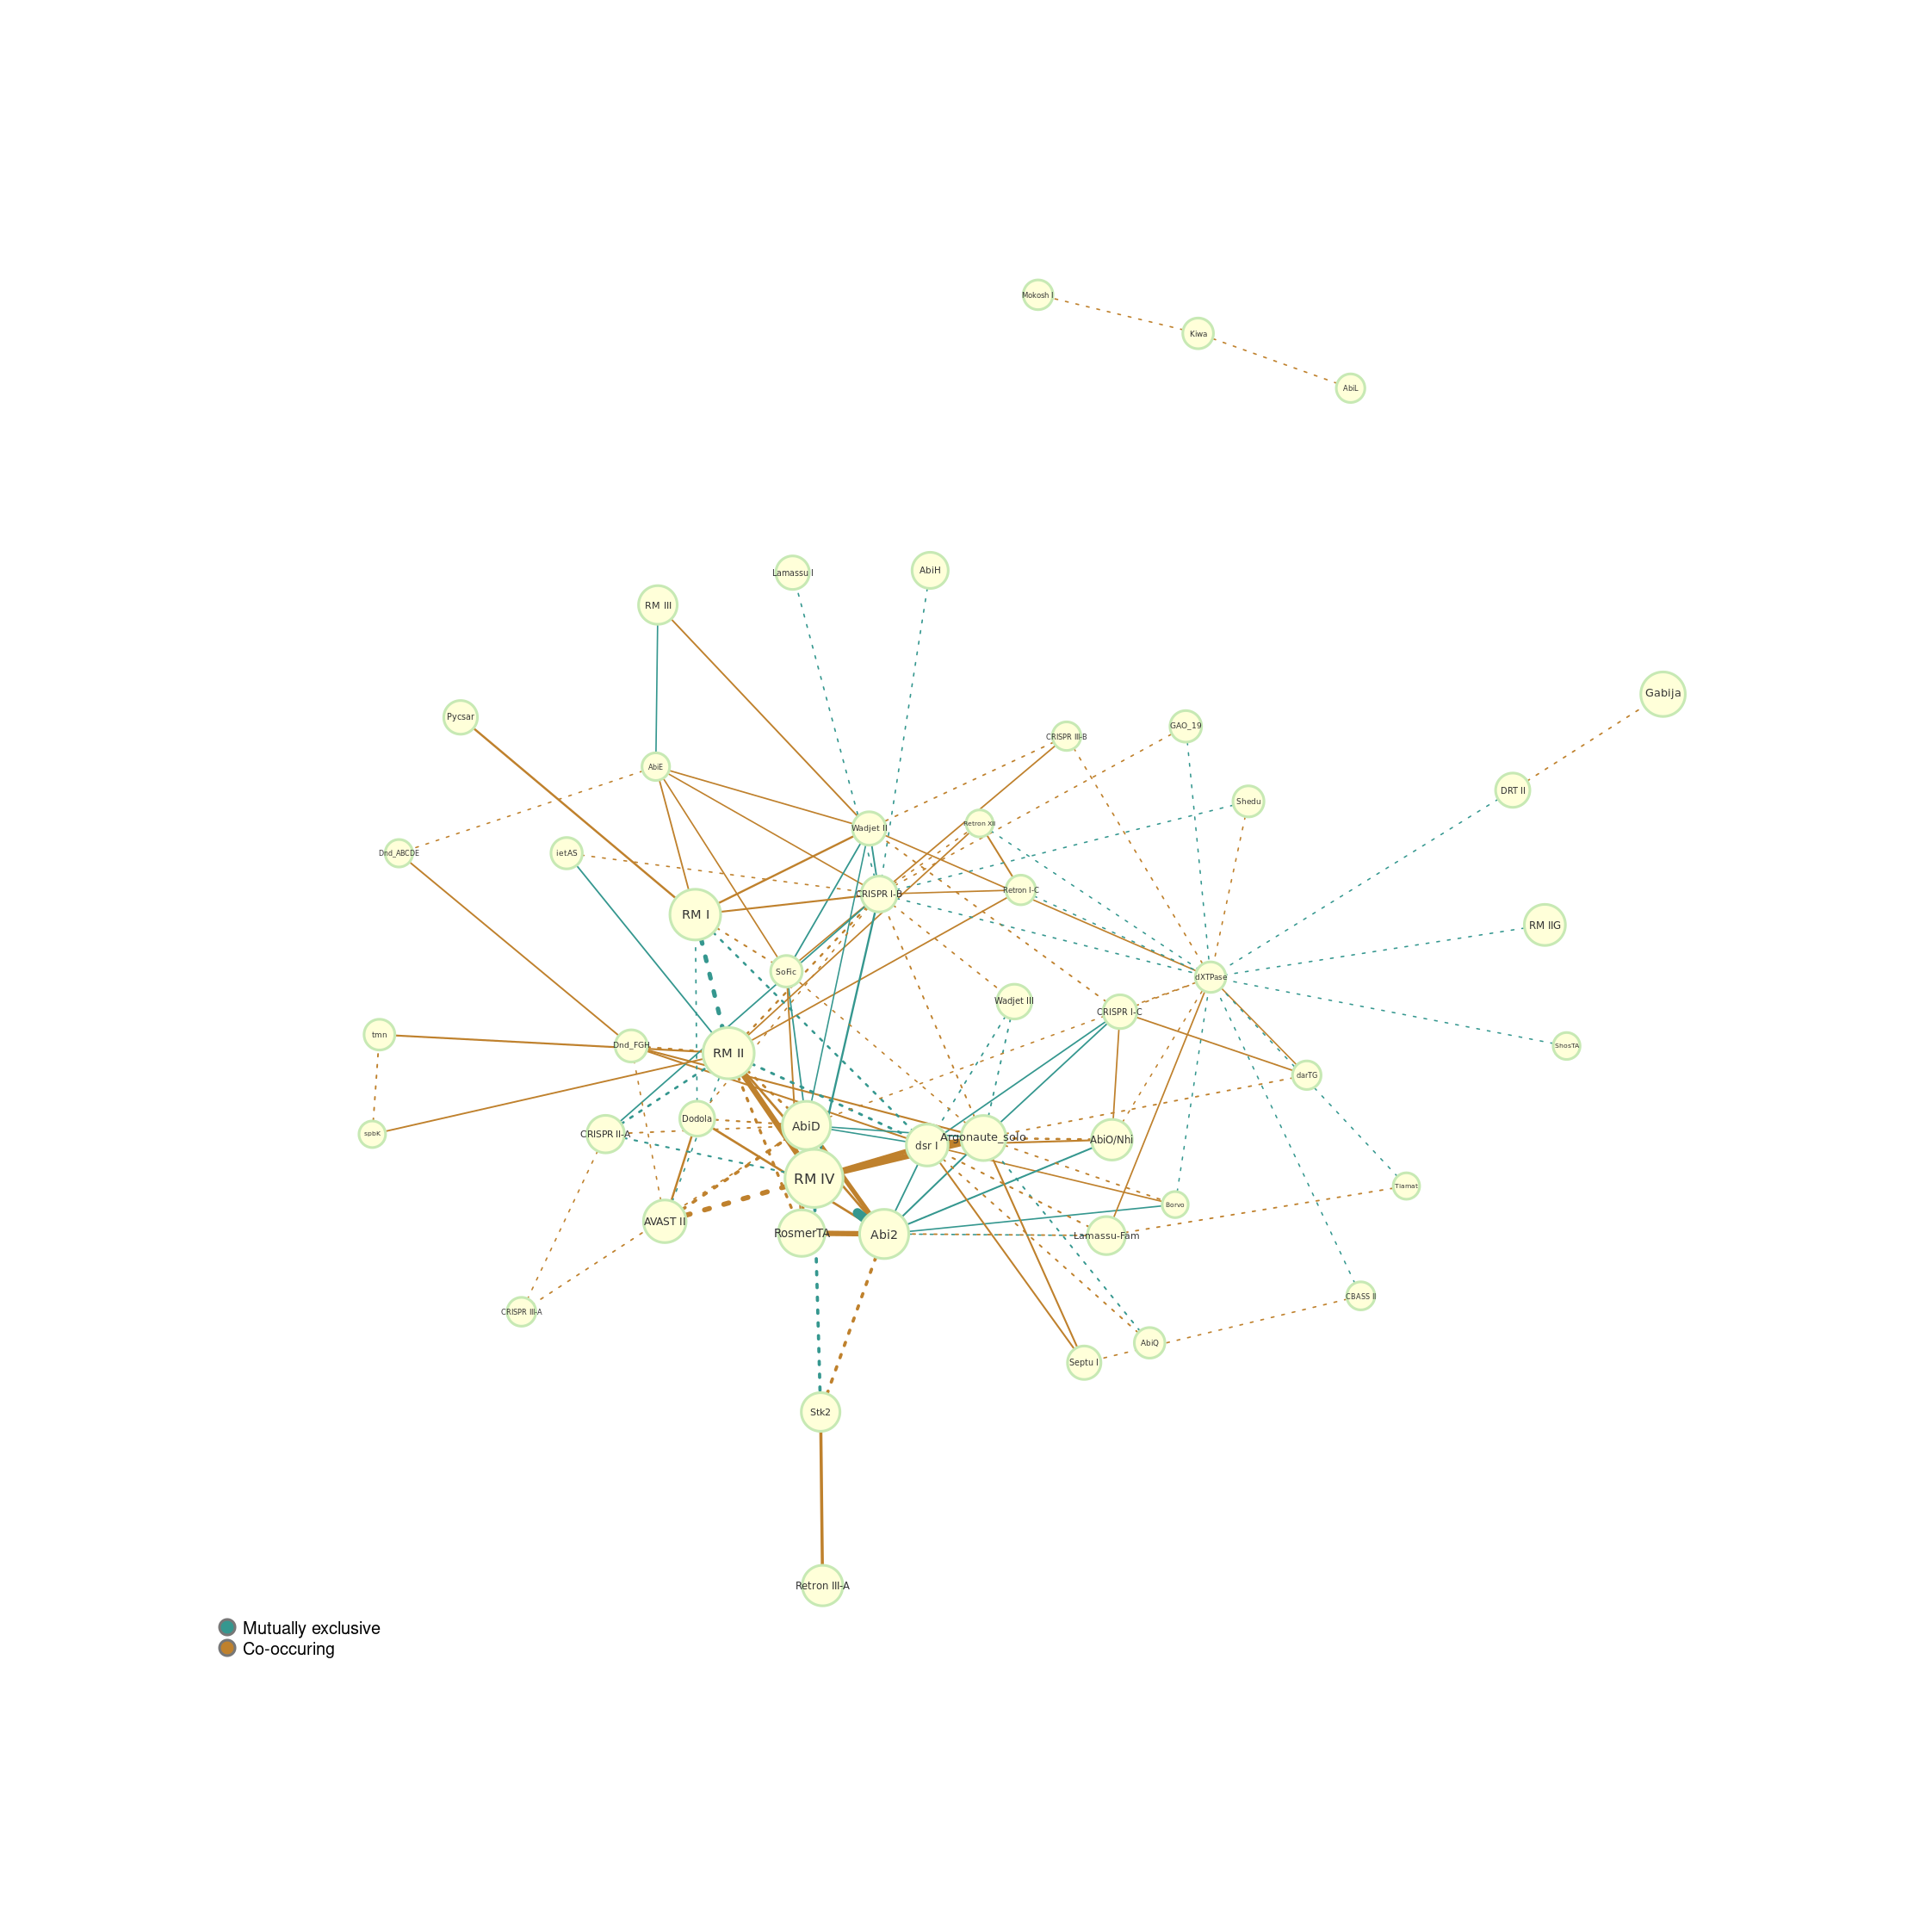 Mokosh I
Kiwa
AbiL
Lamassu I
AbiH
RM III
Gabija
Pycsar
GAO_19
CRISPR III-B
AbiE
DRT II
Shedu
Retron XII
Wadjet II
Dnd_ABCDE
ietAS
Retron I-C
CRISPR I-B
RM I
RM IIG
SoFic
dXTPase
Wadjet III
CRISPR I-C
tmn
Dnd_FGH
ShosTA
RM II
darTG
Dodola
AbiD
spbK
CRISPR II-A
Argonaute_solo
AbiO/Nhi
dsr I
RM IV
Tiamat
Borvo
AVAST II
RosmerTA
Abi2
Lamassu-Fam
CBASS II
CRISPR III-A
AbiQ
Septu I
Stk2
Retron III-A
Mutually exclusive
Co-occuring